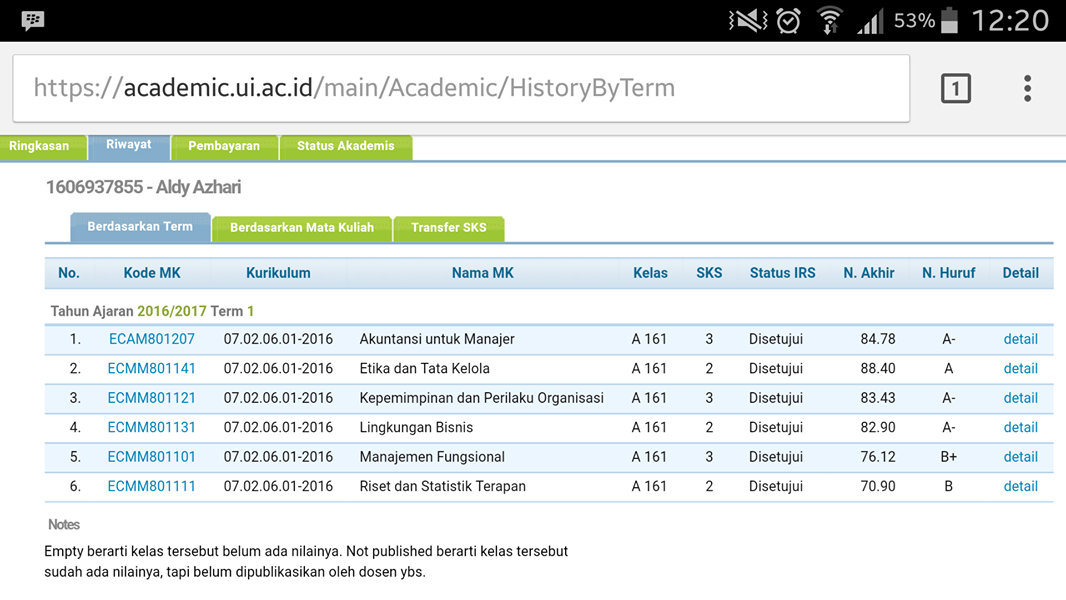 53% 12:20
https://academic.ui.ac.id/main/Academic/HistoryByTerm 1
Ringkasan Riwayat Pembayaran Status Akademis
1606937855 - Aldy Azhari
Berdasarkan Term Berdasarkan Mata Kuliah Transfer SKS
No. Kode MK Kurikulum Nama MK Kelas SKS Status IRS N. Akhir N. Huruf Detail
Tahun Ajaran 2016/2017 Term 1
1. ECAM801207 07.02.06.01-2016 Akuntansi untuk Manajer A 161 3 Disetujui 84.78 A- detail
2. ECMM801141 07.02.06.01-2016 Etika dan Tata Kelola A 161 2 Disetujui 88.40 A detail
3. ECMM801121 07.02.06.01-2016 Kepemimpinan dan Perilaku Organisasi A 161 3 Disetujui 83.43 A- detail
4. ECMM801131 07.02.06.01-2016 Lingkungan Bisnis A 161 2 Disetujui 82.90 A- detail
5. ECMM801101 07.02.06.01-2016 Manajemen Fungsional A 161 3 Disetujui 76.12 B+ detail
6. ECMM801111 07.02.06.01-2016 Riset dan Statistik Terapan A 161 2 Disetujui 70.90 B detail
Notes
Empty berarti kelas tersebut belum ada nilainya. Not published berarti kelas tersebut
sudah ada nilainya, tapi belum dipublikasikan oleh dosen ybs.